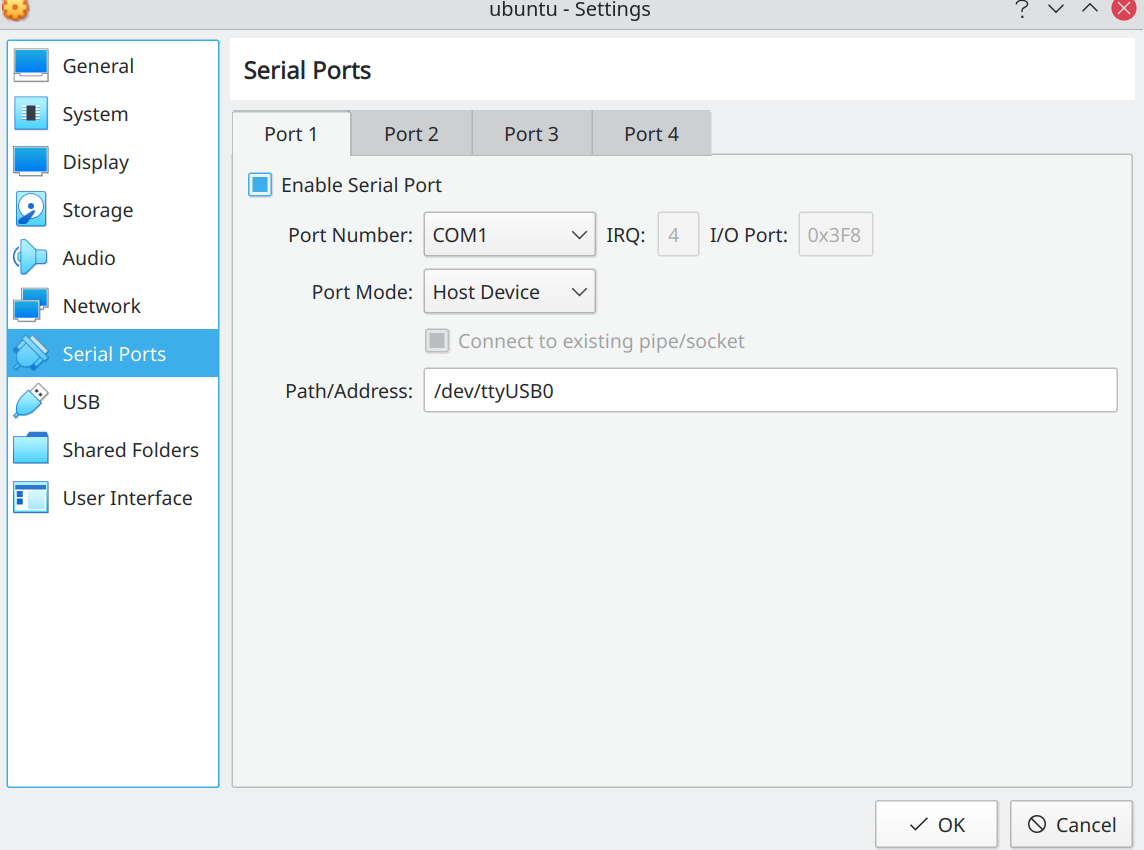 ubuntu - Settings
General
System
Display
Storage
Audio
Network
Serial Ports
USB
Shared Folders
User Interface
Serial Ports
Port 1 Port 2 Port 3 Port 4
Enable Serial Port
Port Number: COM1 IRQ: 4 I/O Port: 0x3F8
Port Mode: Host Device
Connect to existing pipe/socket
Path/Address: /dev/ttyUSB0
OK Cancel